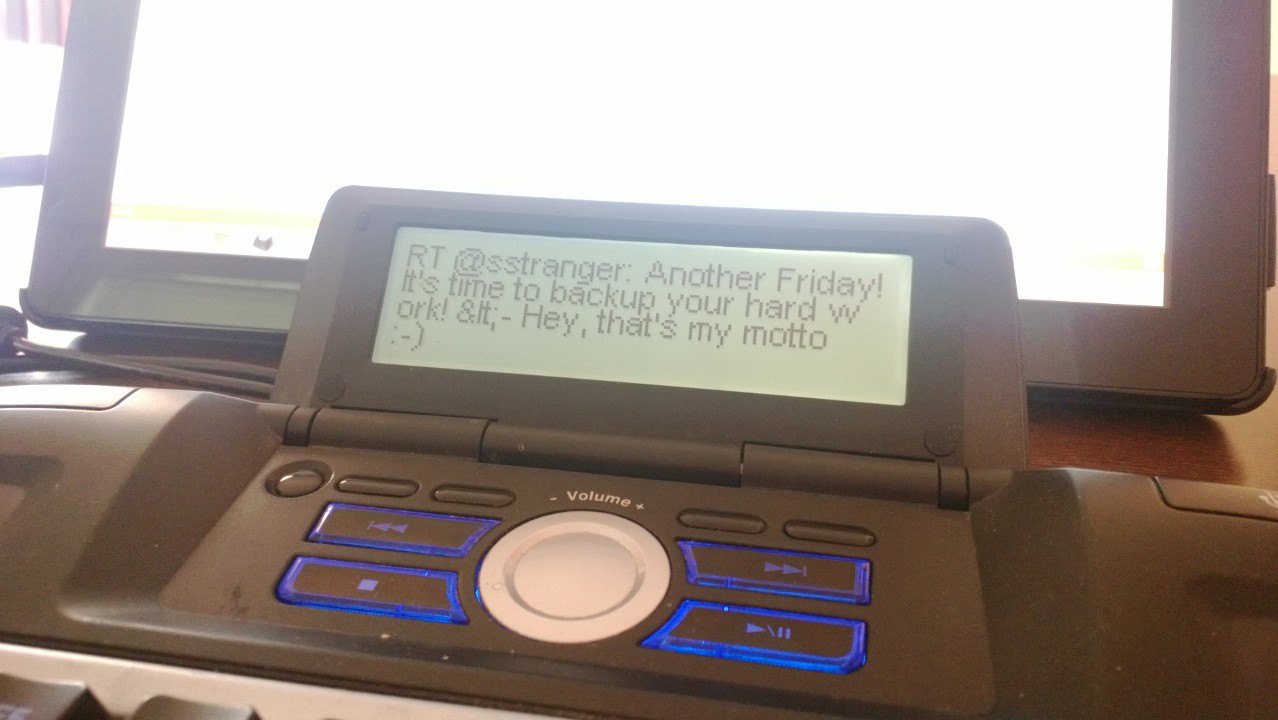 RT @sstranger: Another Friday!
It's time to backup your hard w
ork! &lt;- Hey, that's my motto
:-)
- Volume +